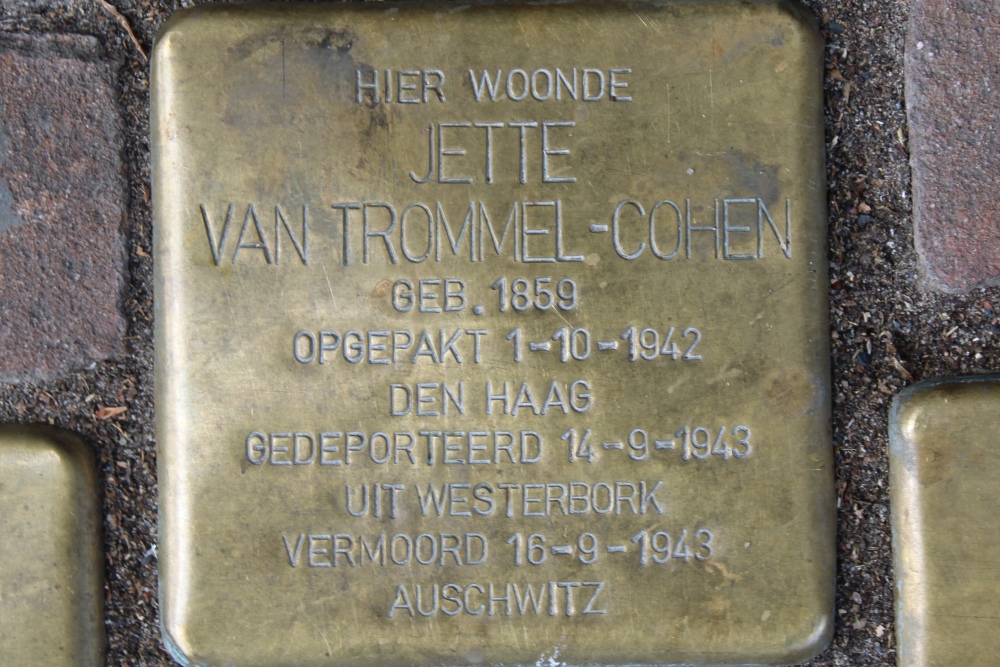 HIER WOONDE
JETTE
VAN TROMMEL-COHEN
GEB. 1859
OPGEPAKT 1-10-1942
DEN HAAG
GEDEPORTEERD 14-9-1943
UIT WESTERBORK
VERMOORD 16-9-1943
AUSCHWITZ